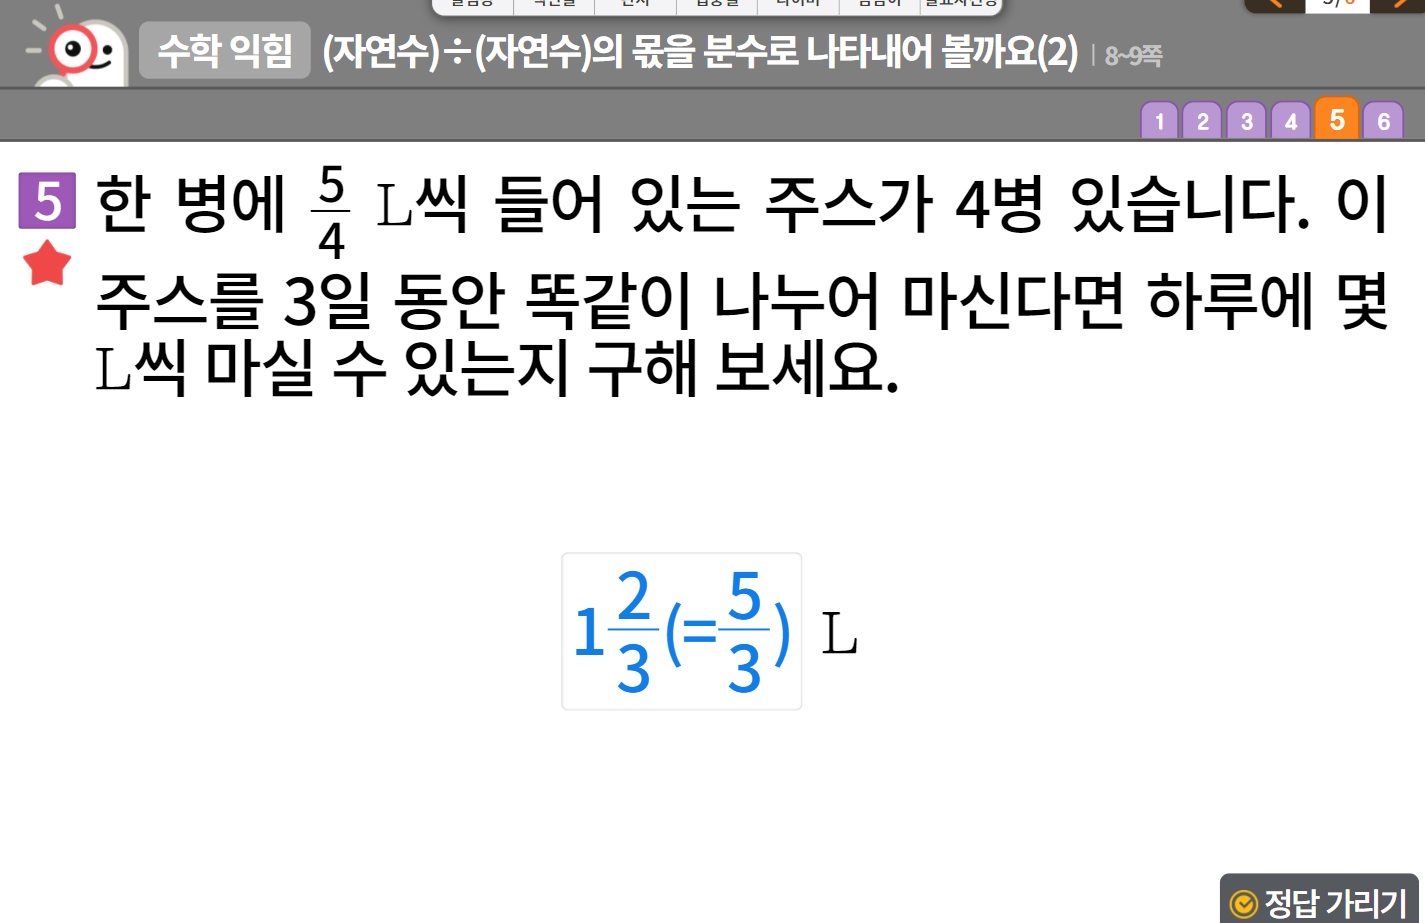 수학 익힘 (자연수)÷(자연수)의 몫을 분수로 나타내어 볼까요(2) | 8~9쪽
1 2 3 4 5 6
5 한 병에 5/4 L씩 들어 있는 주스가 4병 있습니다. 이
주스를 3일 동안 똑같이 나누어 마신다면 하루에 몇
L씩 마실 수 있는지 구해 보세요.
1 2/3 (=5/3) L
정답 가리기